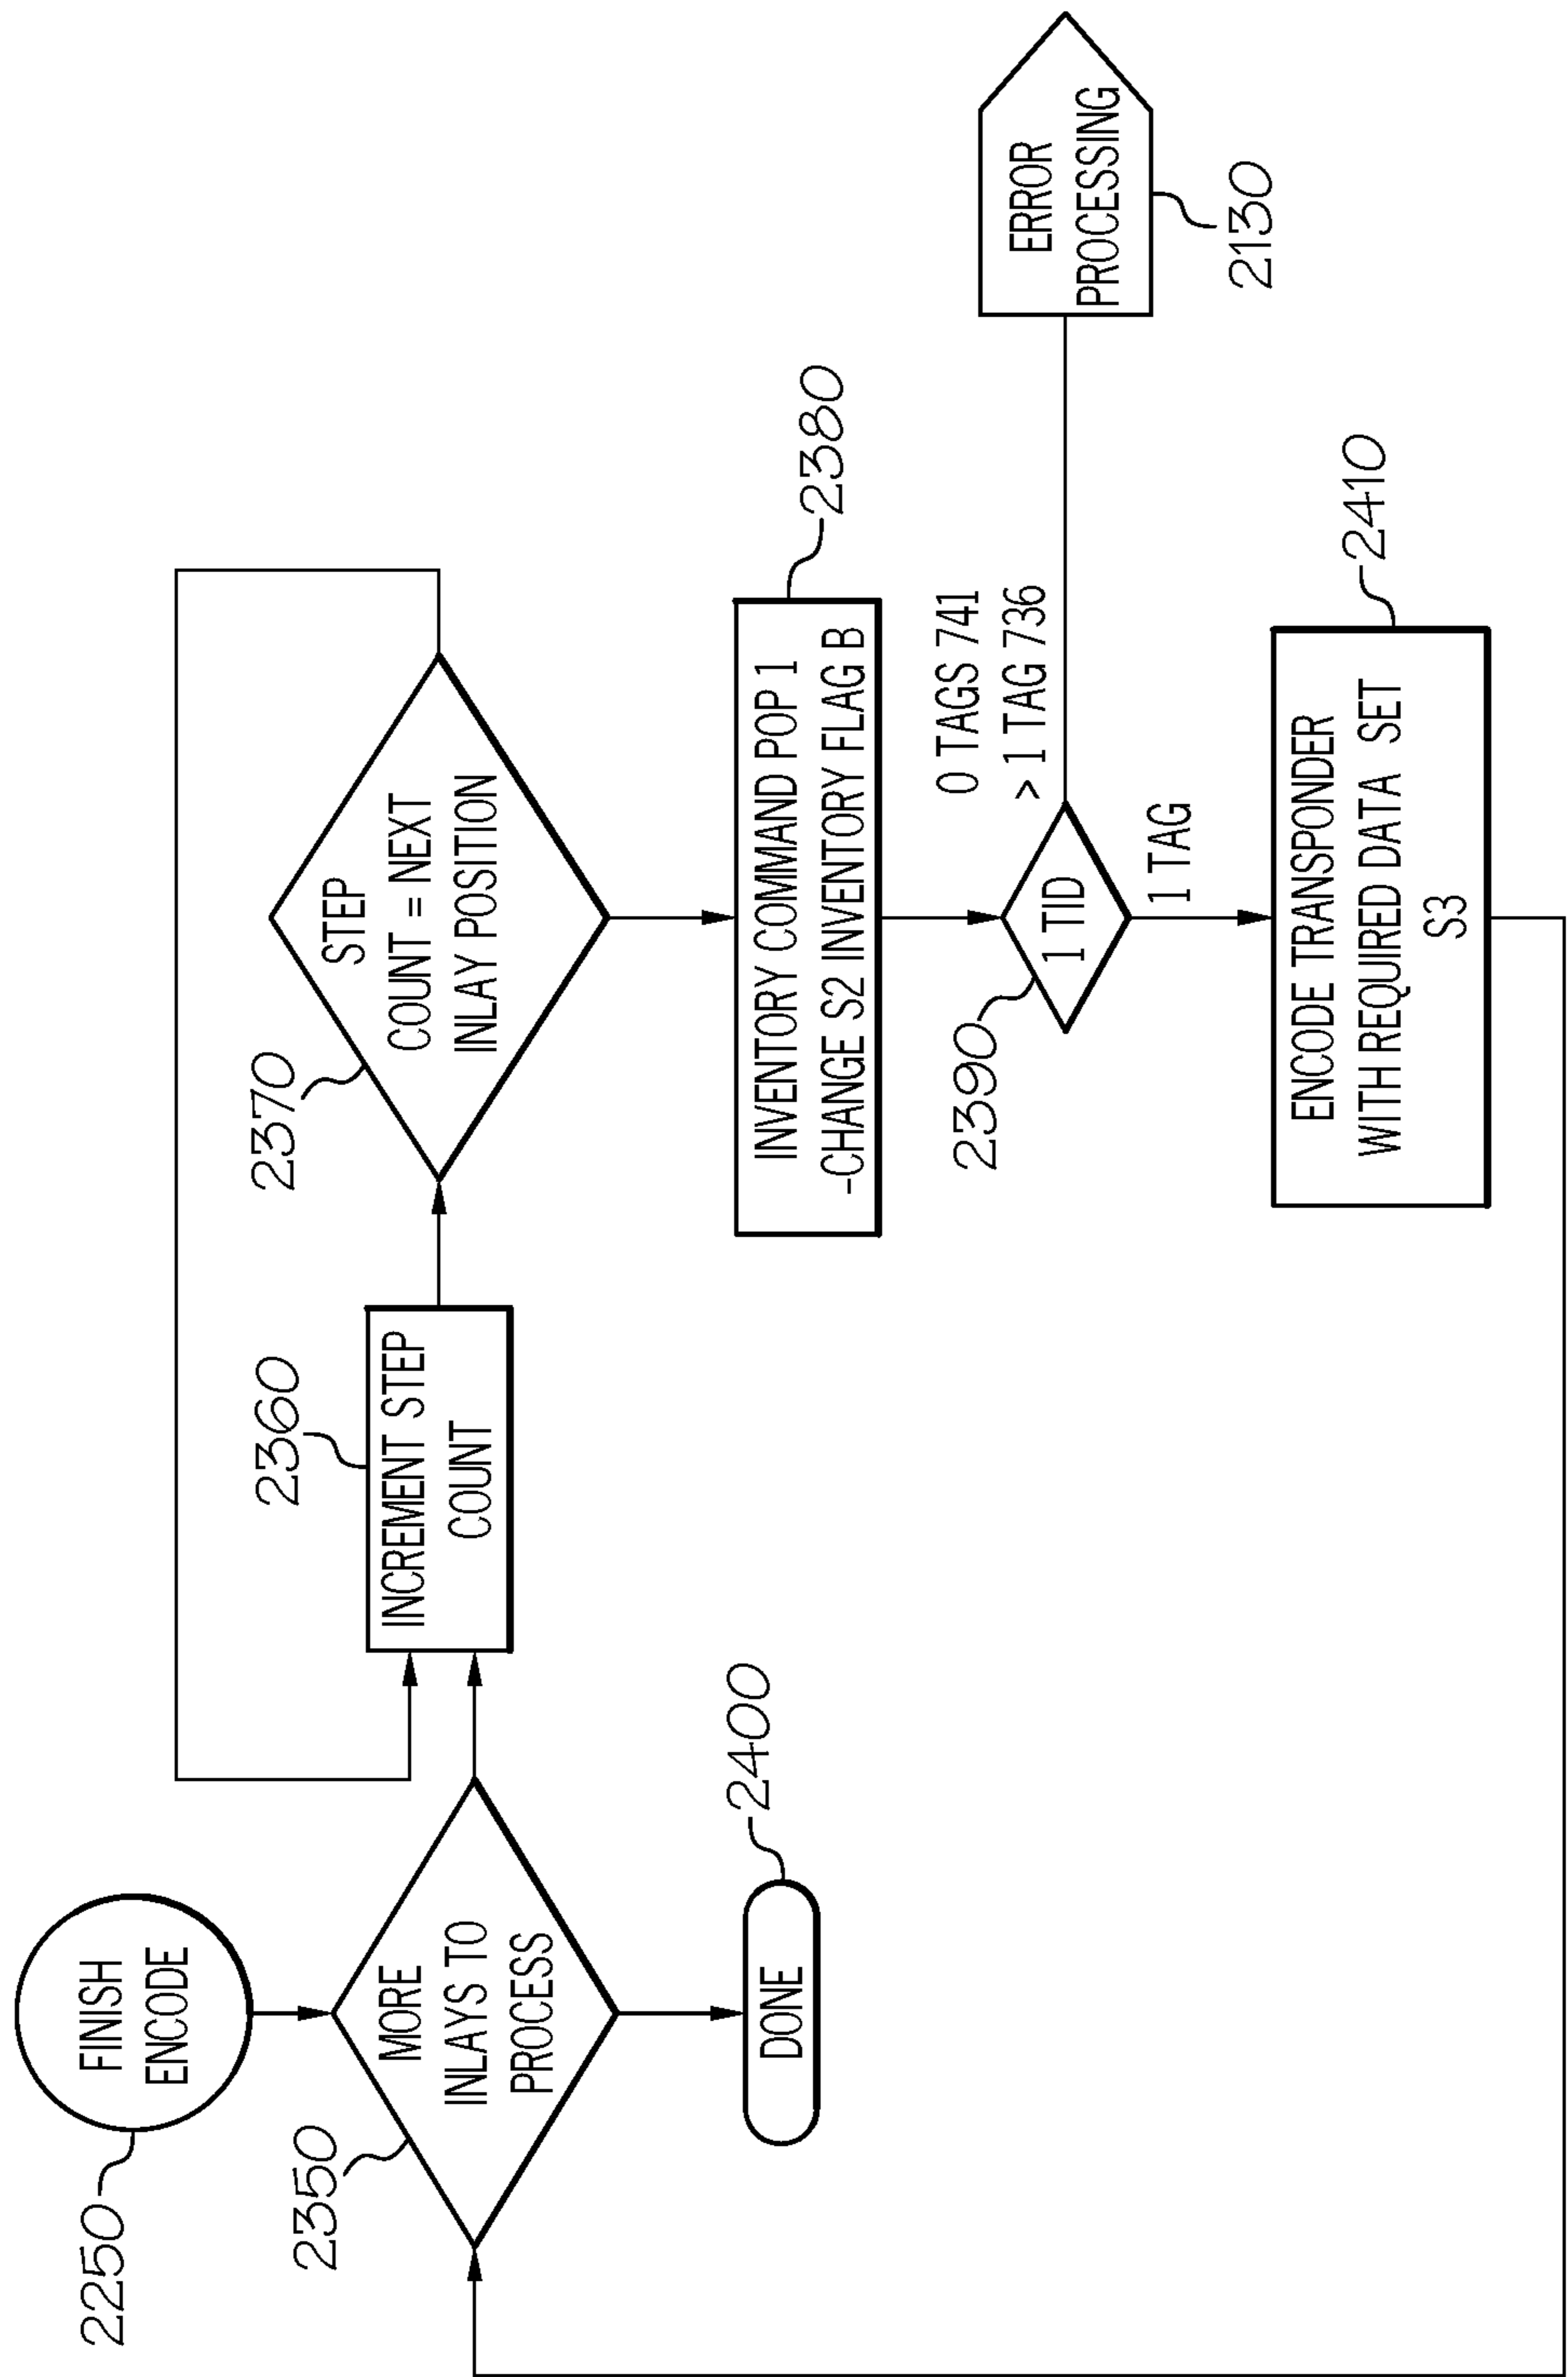 2250
FINISH
ENCODE
2350
MORE
INLAYS TO
PROCESS
2400
DONE
2360
INCREMENT STEP
COUNT
2370
STEP
COUNT = NEXT
INLAY POSITION
2380
INVENTORY COMMAND POP 1
-CHANGE S2 INVENTORY FLAG B
2390
1 TID
0 TAGS 741
> 1 TAG 736
1 TAG
ERROR
PROCESSING
2130
2410
ENCODE TRANSPONDER
WITH REQUIRED DATA SET
S3